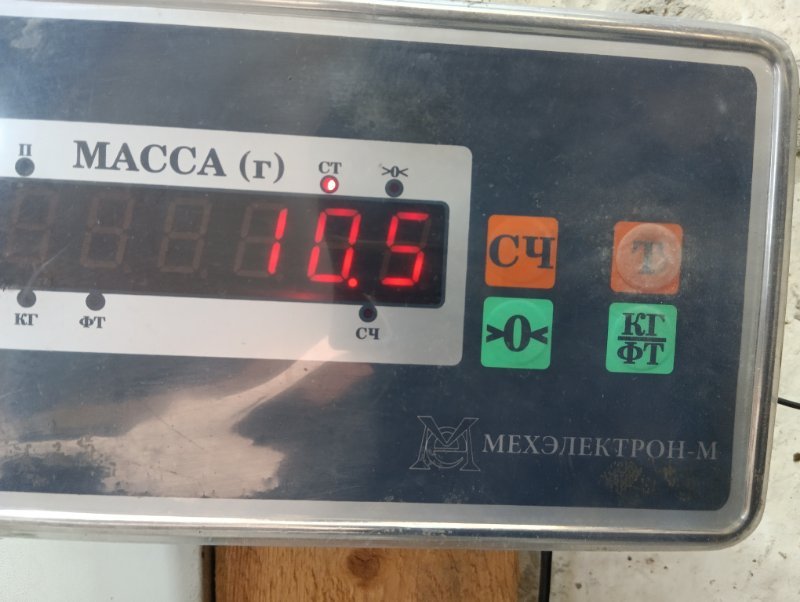 П
МАССА (г)
СТ
>0<
10.5
КГ
ФТ
СЧ
СЧ
Т
>0<
КГ
ФТ
МЕХЭЛЕКТРОН-М